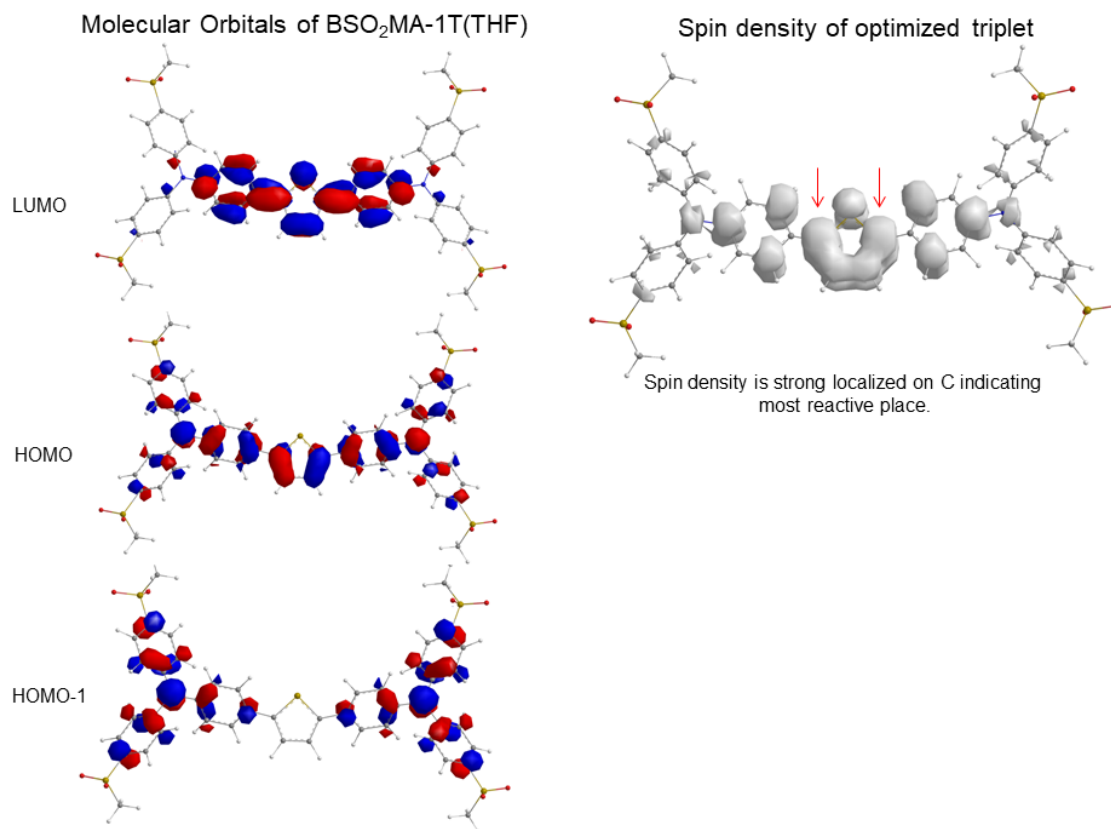 Molecular Orbitals of BSO₂MA-1T(THF)
Spin density of optimized triplet
LUMO
Spin density is strong localized on C indicating
most reactive place.
HOMO
HOMO-1